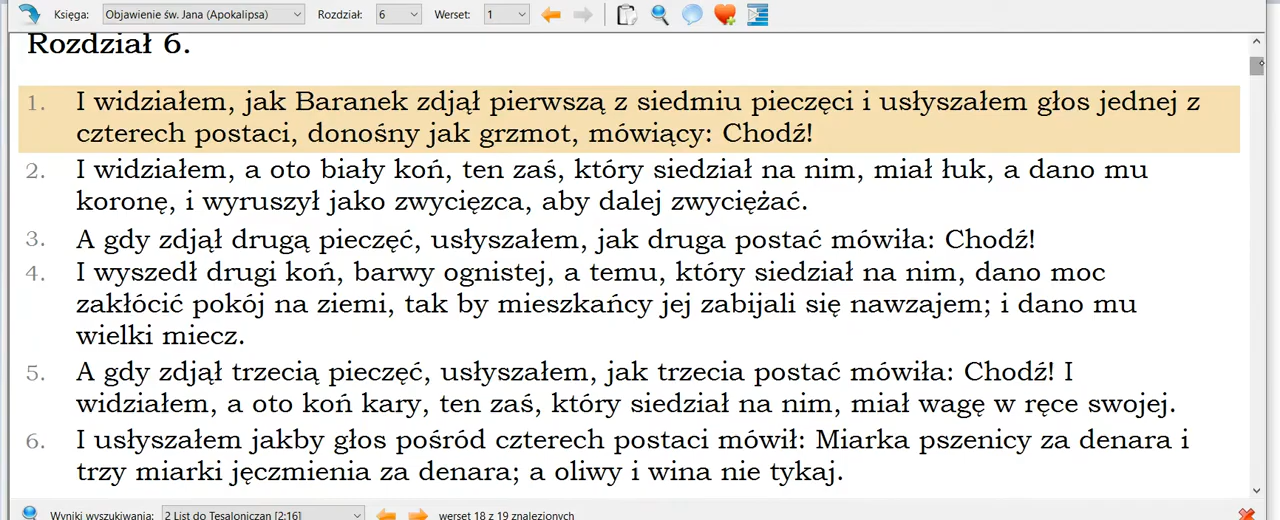 Księga: Objawienie św. Jana (Apokalipsa) Rozdział: 6 Werset: 1
Rozdział 6.
1. I widziałem, jak Baranek zdjął pierwszą z siedmiu pieczęci i usłyszałem głos jednej z
czterech postaci, donośny jak grzmot, mówiący: Chodź!
2. I widziałem, a oto biały koń, ten zaś, który siedział na nim, miał łuk, a dano mu
koronę, i wyruszył jako zwycięzca, aby dalej zwyciężać.
3. A gdy zdjął drugą pieczęć, usłyszałem, jak druga postać mówiła: Chodź!
4. I wyszedł drugi koń, barwy ognistej, a temu, który siedział na nim, dano moc
zakłócić pokój na ziemi, tak by mieszkańcy jej zabijali się nawzajem; i dano mu
wielki miecz.
5. A gdy zdjął trzecią pieczęć, usłyszałem, jak trzecia postać mówiła: Chodź! I
widziałem, a oto koń kary, ten zaś, który siedział na nim, miał wagę w ręce swojej.
6. I usłyszałem jakby głos pośród czterech postaci mówił: Miarka pszenicy za denara i
trzy miarki jęczmienia za denara; a oliwy i wina nie tykaj.
Wyniki wyszukiwania: 2 List do Tesaloniczan [2:16] werset 18 z 19 znalezionych